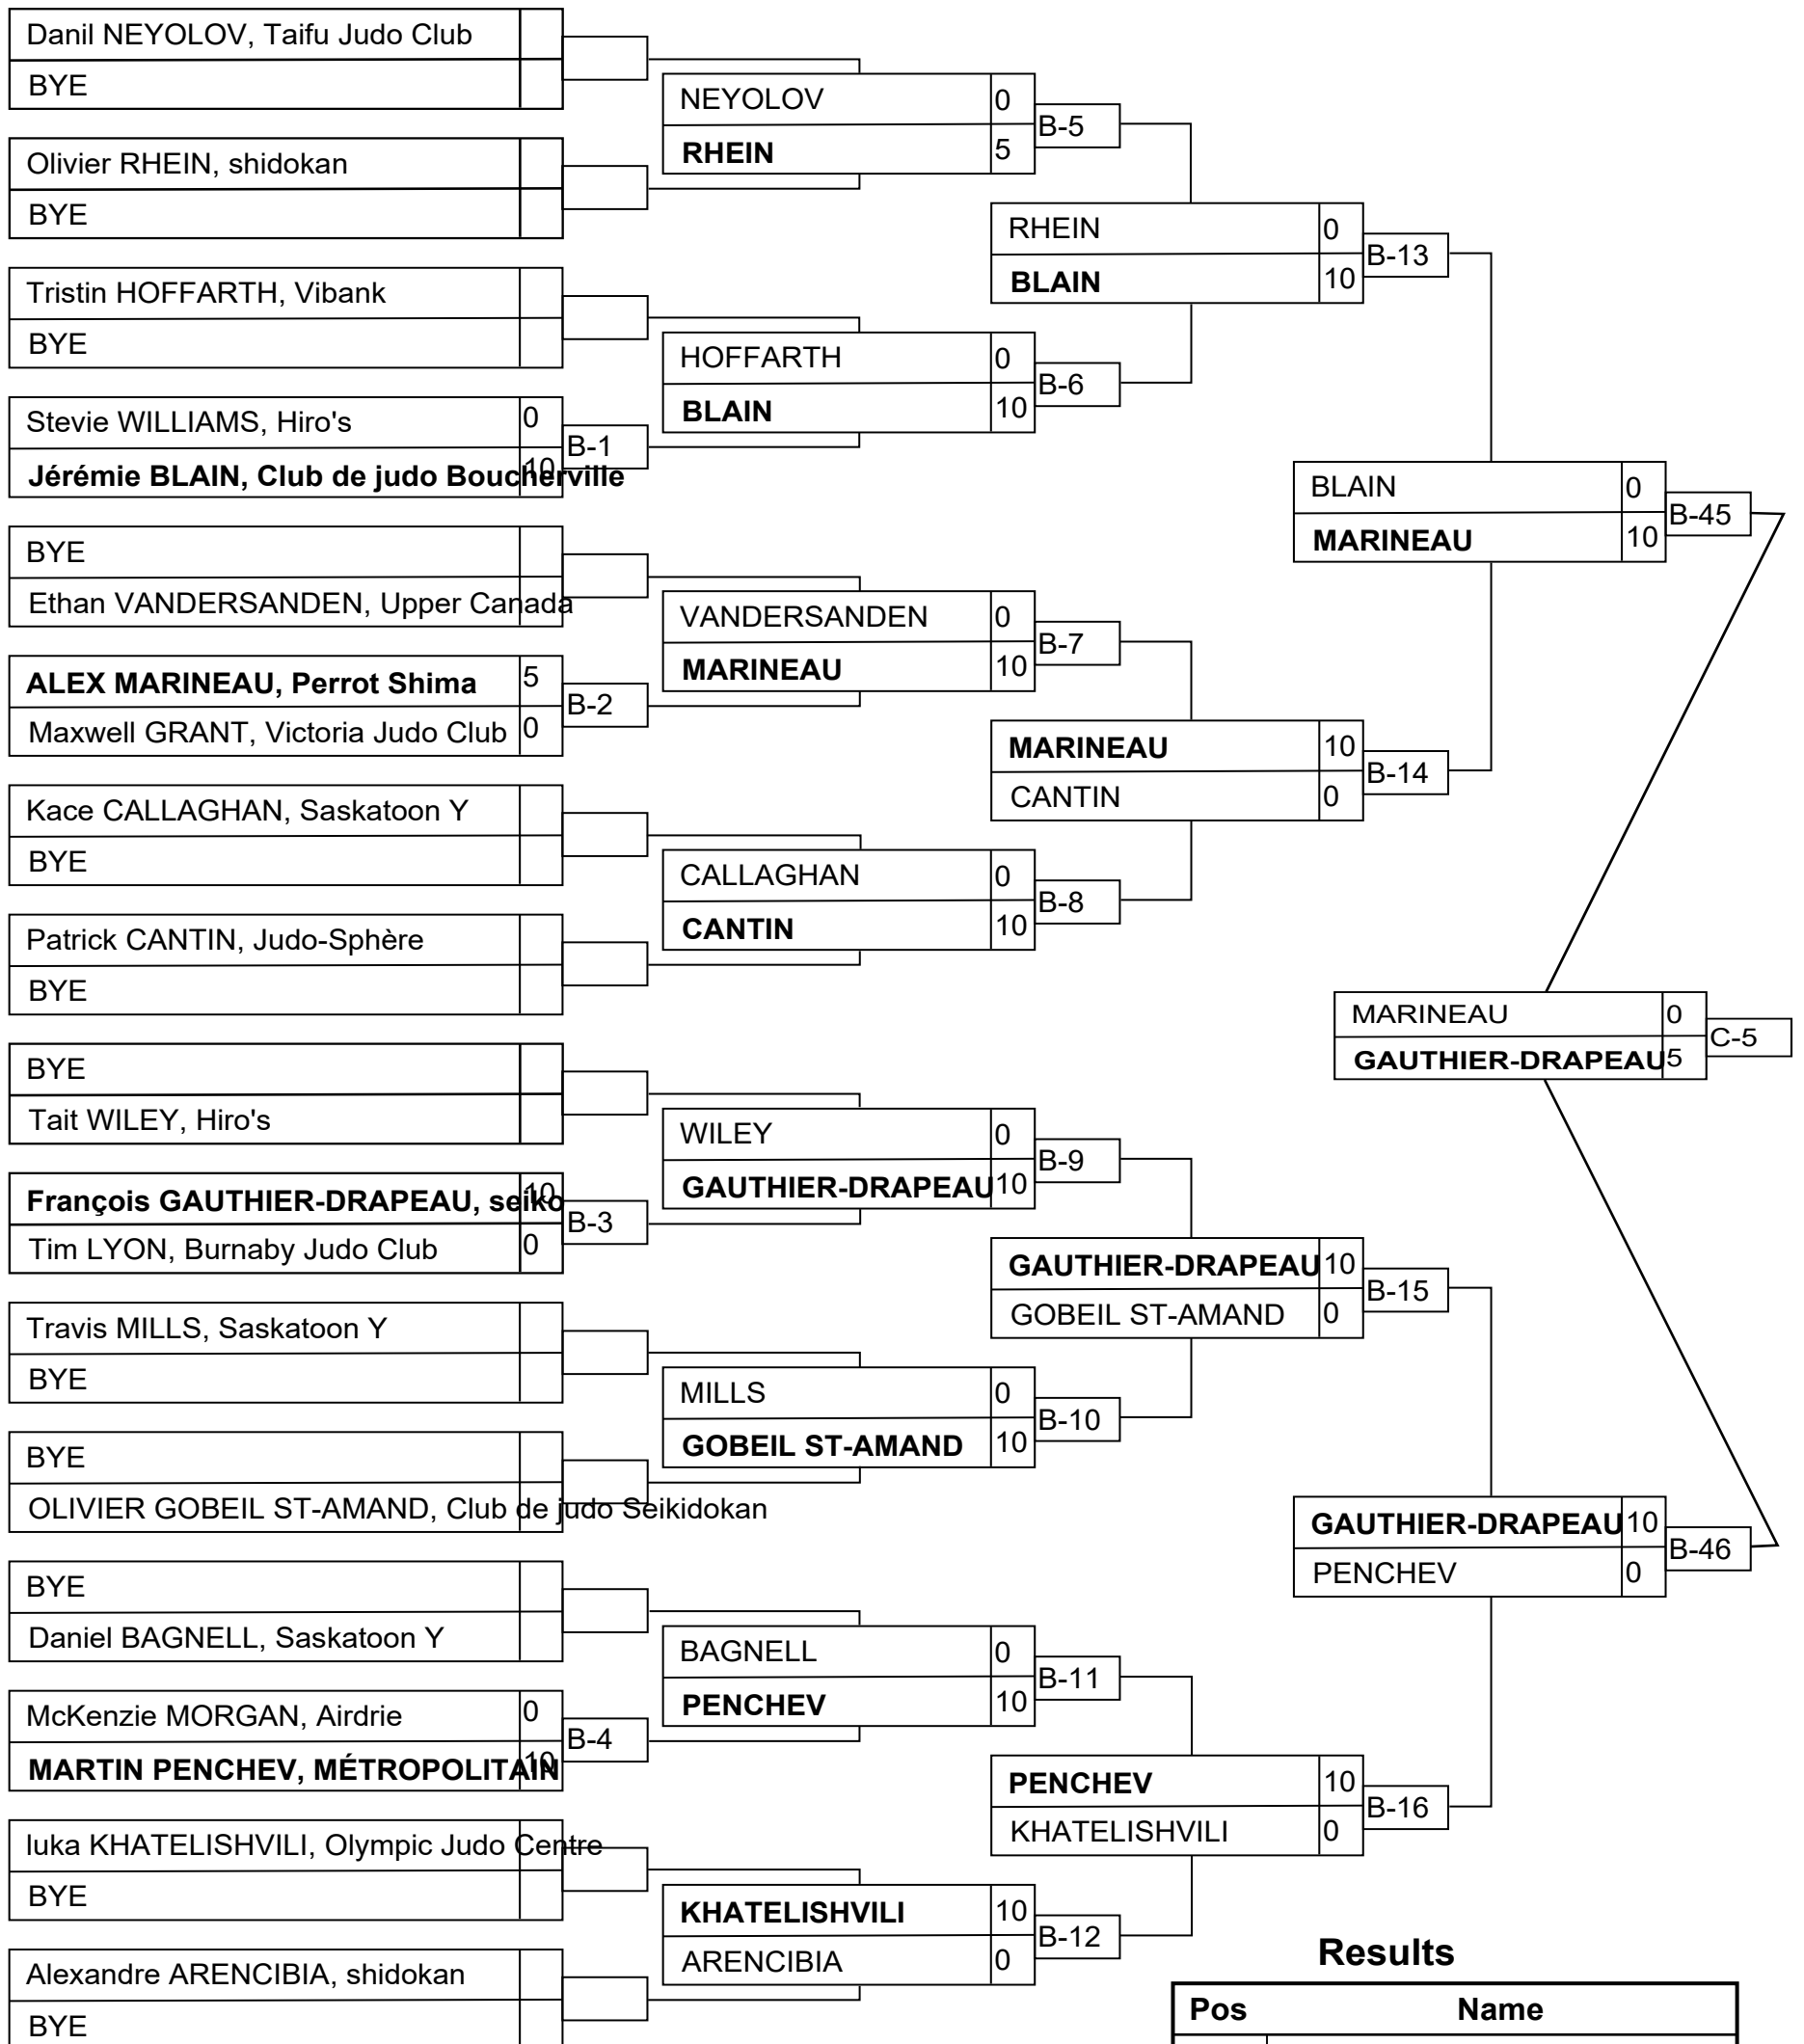 Danil NEYOLOV, Taifu Judo Club
BYE
Olivier RHEIN, shidokan
BYE
Tristin HOFFARTH, Vibank
BYE
Stevie WILLIAMS, Hiro's 0
Jérémie BLAIN, Club de judo Boucherville 10
B-1
BYE
Ethan VANDERSANDEN, Upper Canada
ALEX MARINEAU, Perrot Shima 5
Maxwell GRANT, Victoria Judo Club 0
B-2
Kace CALLAGHAN, Saskatoon Y
BYE
Patrick CANTIN, Judo-Sphère
BYE
BYE
Tait WILEY, Hiro's
François GAUTHIER-DRAPEAU, seiko 10
Tim LYON, Burnaby Judo Club 0
B-3
Travis MILLS, Saskatoon Y
BYE
BYE
OLIVIER GOBEIL ST-AMAND, Club de judo Seikidokan
BYE
Daniel BAGNELL, Saskatoon Y
McKenzie MORGAN, Airdrie 0
MARTIN PENCHEV, MÉTROPOLITAIN 10
B-4
luka KHATELISHVILI, Olympic Judo Centre
BYE
Alexandre ARENCIBIA, shidokan
BYE
NEYOLOV 0
RHEIN 5
B-5
HOFFARTH 0
BLAIN 10
B-6
VANDERSANDEN 0
MARINEAU 10
B-7
CALLAGHAN 0
CANTIN 10
B-8
WILEY 0
GAUTHIER-DRAPEAU 10
B-9
MILLS 0
GOBEIL ST-AMAND 10
B-10
BAGNELL 0
PENCHEV 10
B-11
KHATELISHVILI 10
ARENCIBIA 0
B-12
RHEIN 0
BLAIN 10
B-13
MARINEAU 10
CANTIN 0
B-14
GAUTHIER-DRAPEAU 10
GOBEIL ST-AMAND 0
B-15
PENCHEV 10
KHATELISHVILI 0
B-16
BLAIN 0
MARINEAU 10
B-45
GAUTHIER-DRAPEAU 10
PENCHEV 0
B-46
MARINEAU 0
GAUTHIER-DRAPEAU 5
C-5
Results
Pos Name